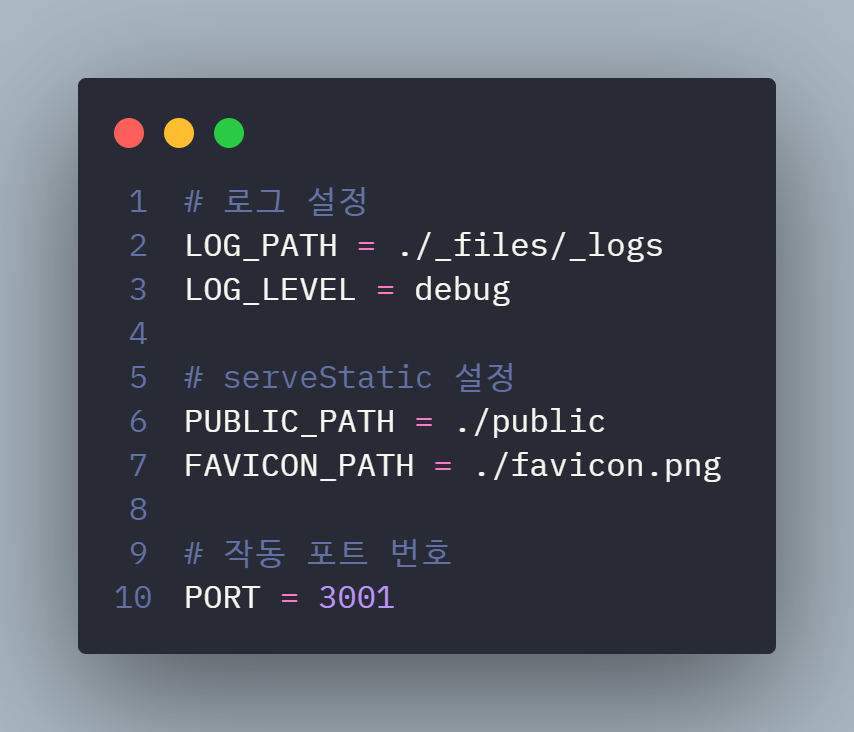 1 # 로그 설정
2 LOG_PATH = ./_files/_logs
3 LOG_LEVEL = debug
4
5 # serveStatic 설정
6 PUBLIC_PATH = ./public
7 FAVICON_PATH = ./favicon.png
8
9 # 작동 포트 번호
10 PORT = 3001